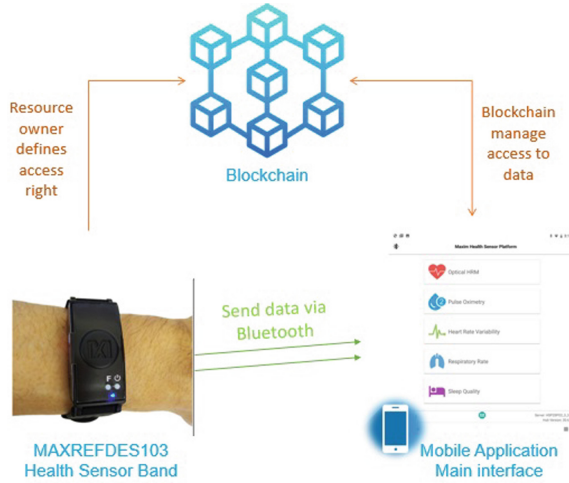 Resource
owner
defines
access
right
Blockchain
Blockchain
manage
access to
data
Maxim Health Sensor Platform
Optical HRM
Pulse Oximetry
Heart Rate Variability
Respiratory Rate
Sleep Quality
Send data via
Bluetooth
F
MAXREFDES103
Health Sensor Band
Mobile Application
Main interface